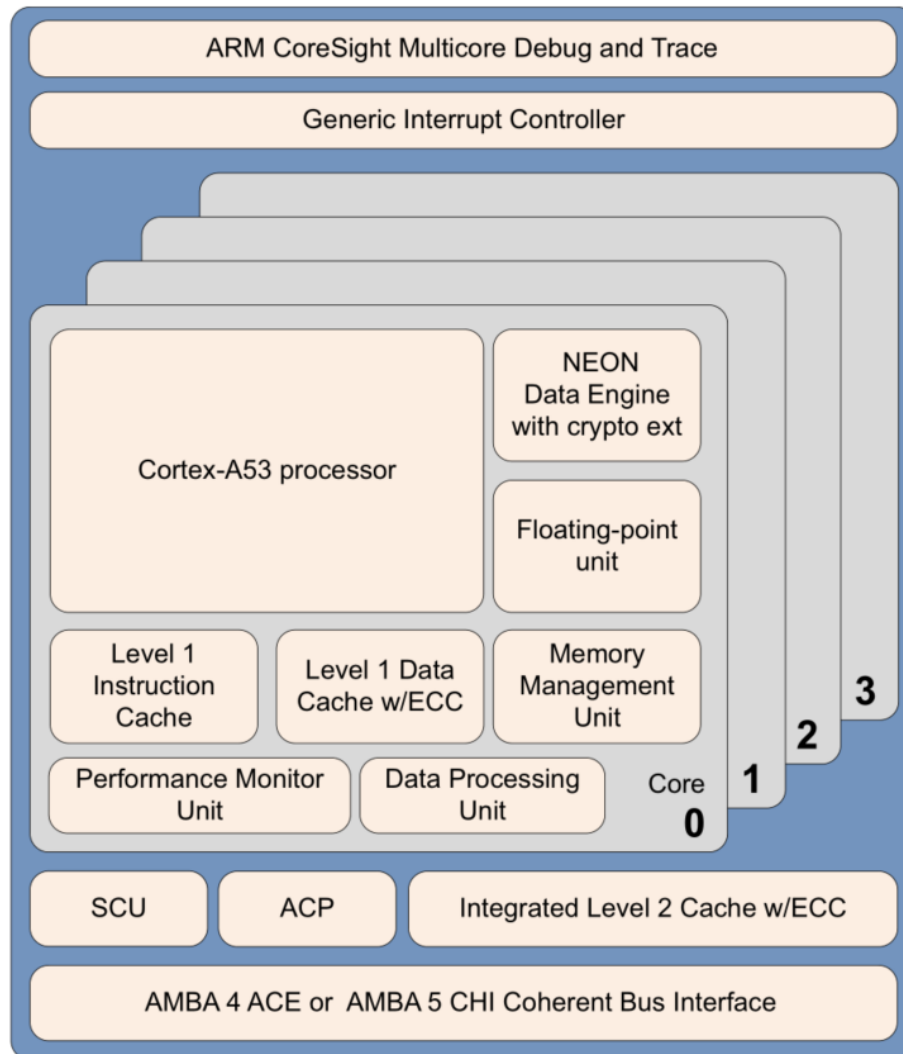 ARM CoreSight Multicore Debug and Trace
Generic Interrupt Controller
Cortex-A53 processor
NEON
Data Engine
with crypto ext
Floating-point
unit
Level 1
Instruction
Cache
Level 1 Data
Cache w/ECC
Memory
Management
Unit
Performance Monitor
Unit
Data Processing
Unit
Core
0
1
2
3
SCU
ACP
Integrated Level 2 Cache w/ECC
AMBA 4 ACE or AMBA 5 CHI Coherent Bus Interface